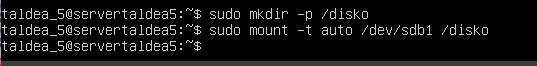 taldea_5@servertaldea5:~$ sudo mkdir -p /disko
taldea_5@servertaldea5:~$ sudo mount -t auto /dev/sdb1 /disko
taldea_5@servertaldea5:~$